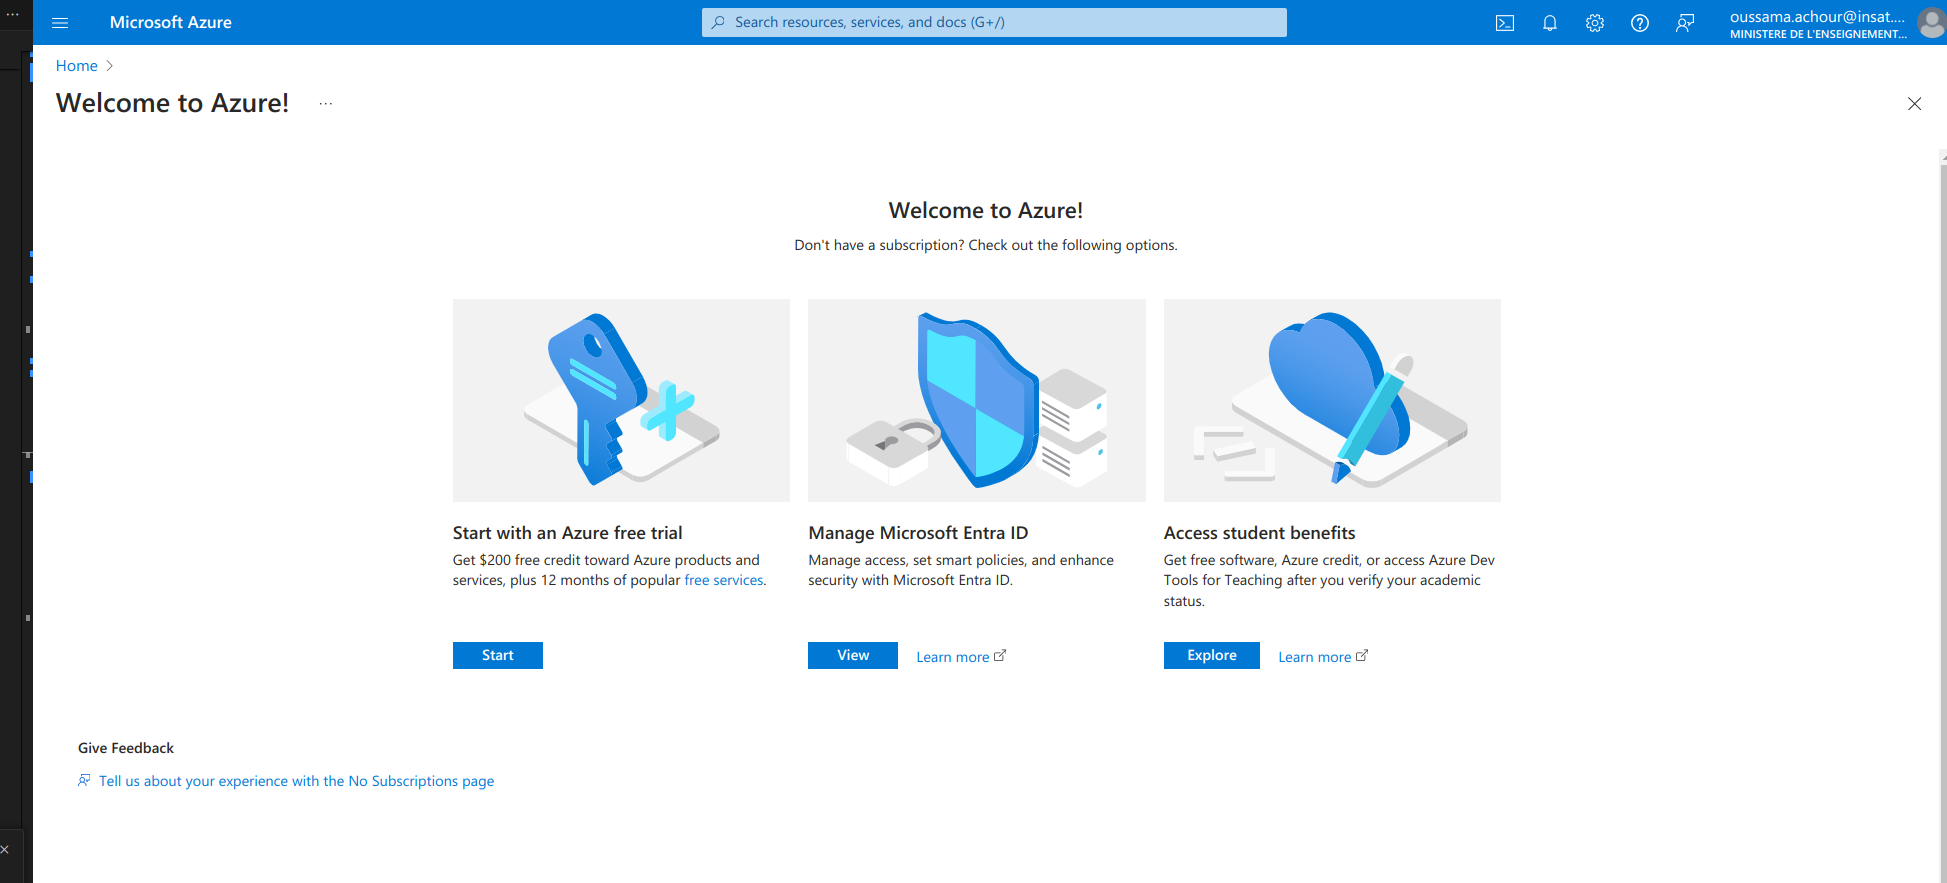 Microsoft Azure
Search resources, services, and docs (G+/)
oussama.achour@insat....
MINISTERE DE L'ENSEIGNEMENT...
Home
Welcome to Azure!
Welcome to Azure!
Don't have a subscription? Check out the following options.
Start with an Azure free trial
Get $200 free credit toward Azure products and
services, plus 12 months of popular free services.
Start
Manage Microsoft Entra ID
Manage access, set smart policies, and enhance
security with Microsoft Entra ID.
View
Learn more
Access student benefits
Get free software, Azure credit, or access Azure Dev
Tools for Teaching after you verify your academic
status.
Explore
Learn more
Give Feedback
Tell us about your experience with the No Subscriptions page